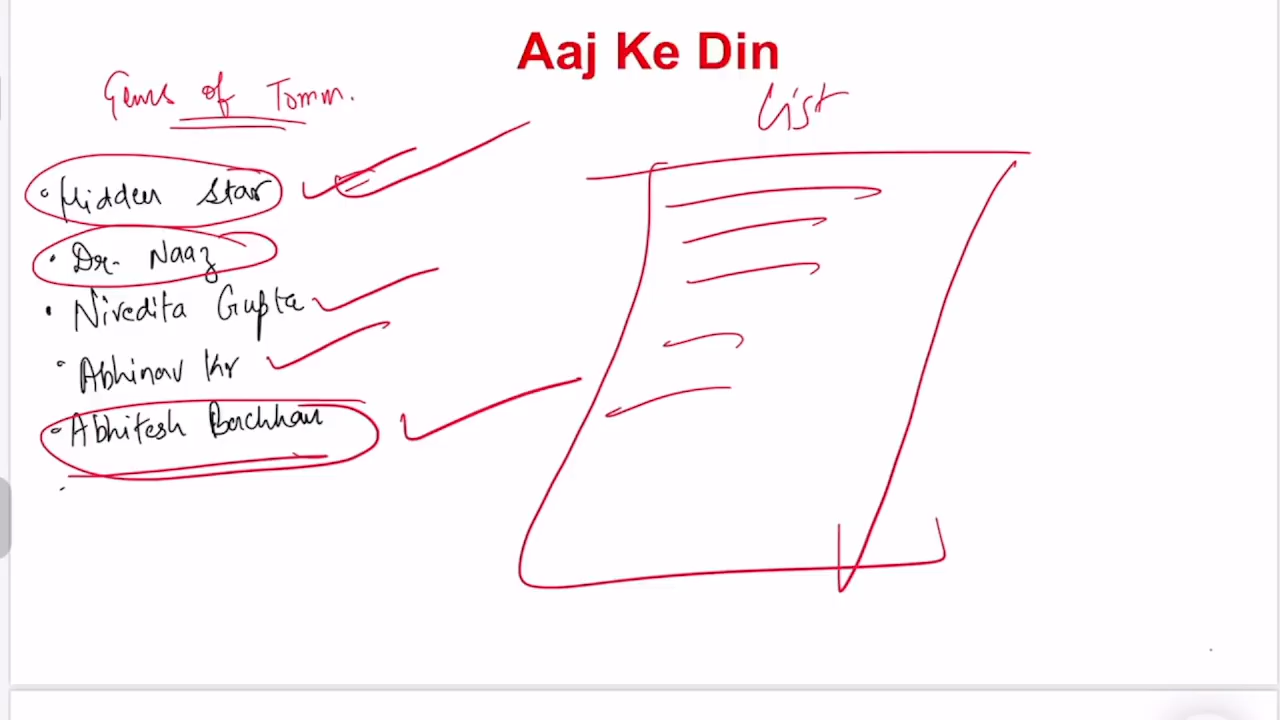 Aaj Ke Din
Gems of Tomm.
List
• Hidden Star
• Dr. Naaz
• Nivedita Gupta
• Abhinav Kr
• Abhitesh Bachhan